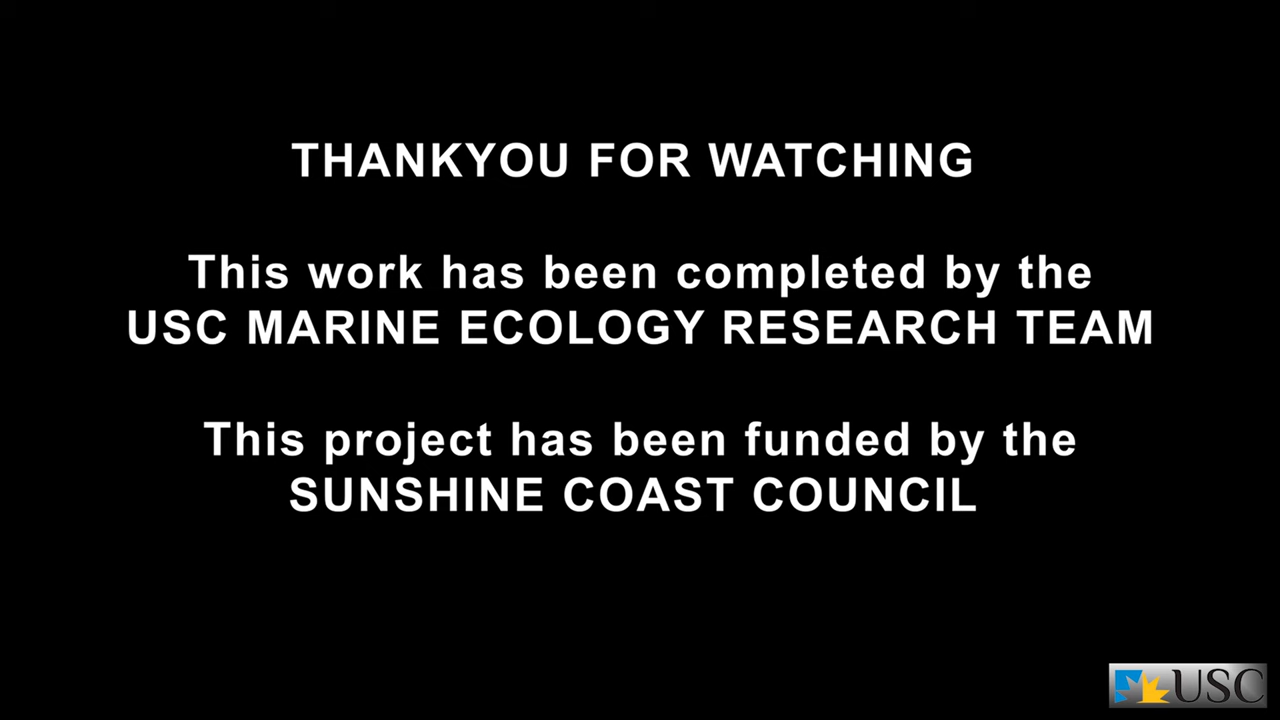 THANKYOU FOR WATCHING
This work has been completed by the
USC MARINE ECOLOGY RESEARCH TEAM
This project has been funded by the
SUNSHINE COAST COUNCIL
USC